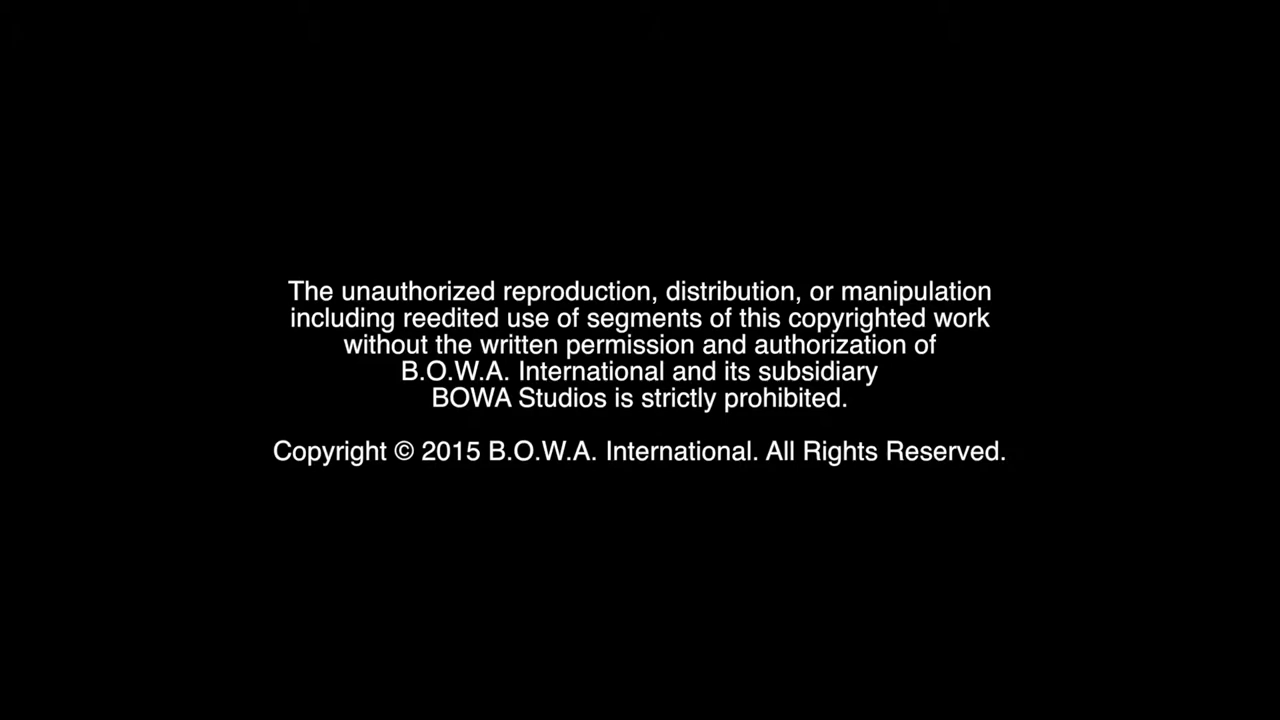 The unauthorized reproduction, distribution, or manipulation
including reedited use of segments of this copyrighted work
without the written permission and authorization of
B.O.W.A. International and its subsidiary
BOWA Studios is strictly prohibited.
Copyright © 2015 B.O.W.A. International. All Rights Reserved.